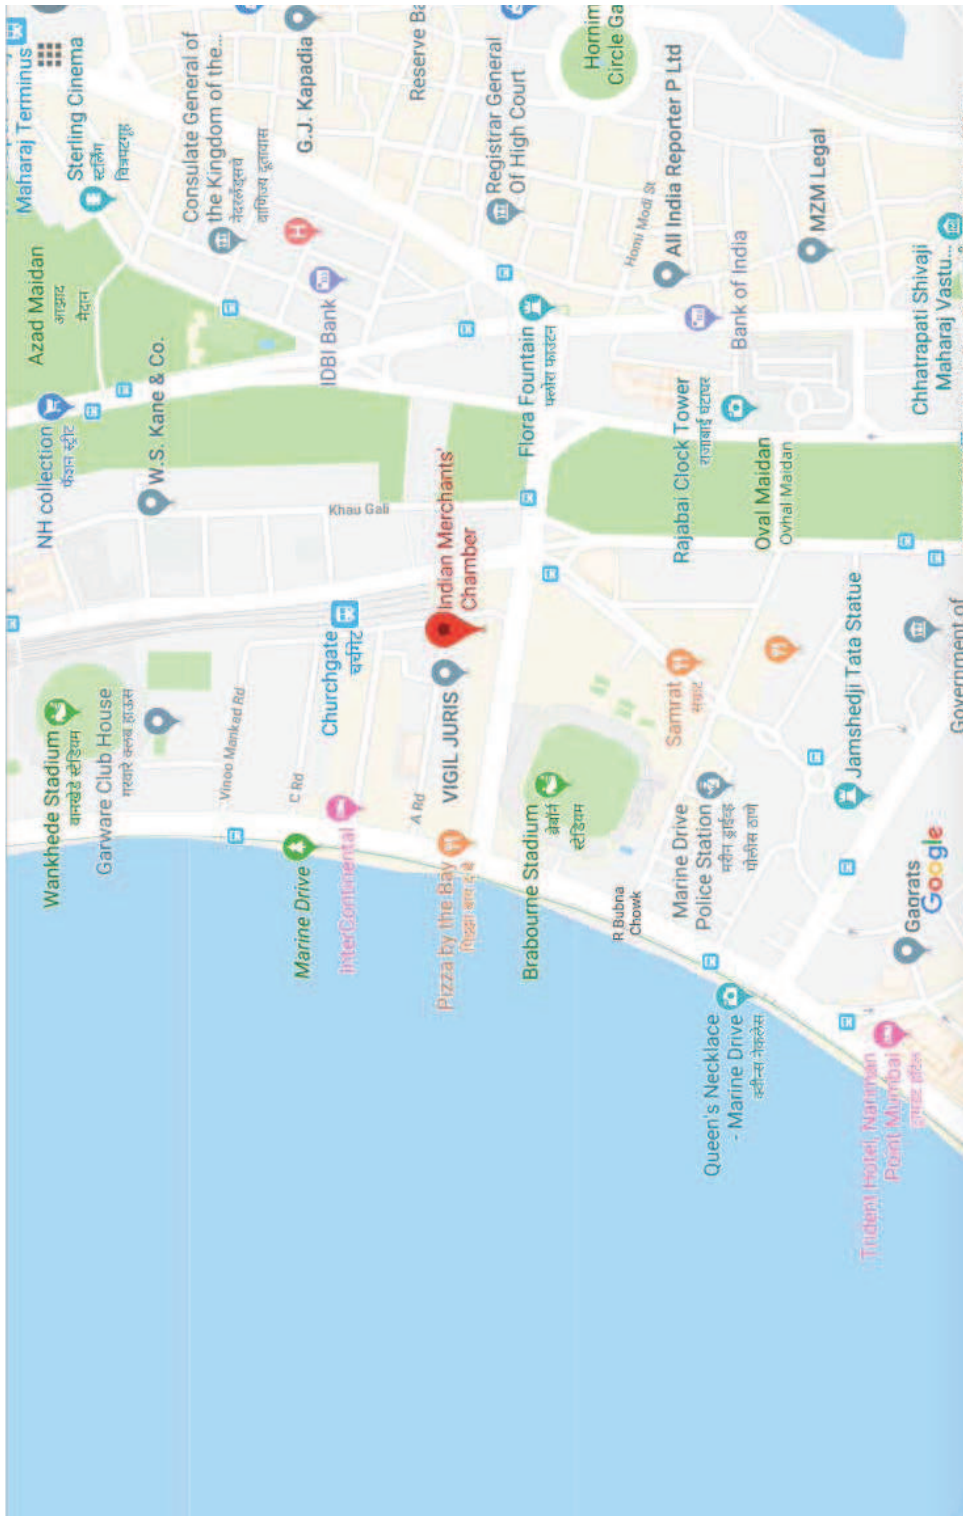 Maharaj Terminus
Sterling Cinema
स्टर्लिंग
चित्रपटगृह
Consulate General of
the Kingdom of the...
नेदरलँड्सचे
वाणिज्य दूतावास
G.J. Kapadia
Reserve Ba
Registrar General
Of High Court
Hornim
Circle Ga
Azad Maidan
आझाद
मैदान
IDBI Bank
Homi Modi St
All India Reporter P Ltd
MZM Legal
Bank of India
Chhatrapati Shivaji
Maharaj Vastu...
NH collection
फॅशन स्ट्रीट
W.S. Kane & Co.
Flora Fountain
फ्लोरा फाऊंटन
Rajabai Clock Tower
राजाबाई घंटाघर
Oval Maidan
Ovhal Maidan
Khau Gali
Indian Merchants'
Chamber
Churchgate
चर्चगेट
VIGIL JURIS
Wankhede Stadium
वानखेडे स्टेडियम
Garware Club House
गरवारे क्लब हाऊस
Vinoo Mankad Rd
C Rd
A Rd
Samrat
सम्राट
Jamshedji Tata Statue
Government of
Marine Drive
InterContinental
Pizza by the Bay
Brabourne Stadium
ब्रेबॉर्न
स्टेडियम
R Bubna
Chowk
Marine Drive
Police Station
मरीन ड्राईव्ह
पोलीस ठाणे
Gaorats
Google
Queen's Necklace
- Marine Drive
क्वीन्स नेकलेस
Trident Hotel, Nariman
Point Mumbai